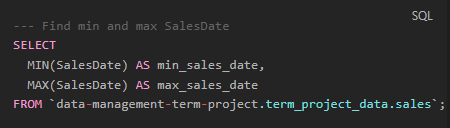 SQL
--- Find min and max SalesDate
SELECT
  MIN(SalesDate) AS min_sales_date,
  MAX(SalesDate) AS max_sales_date
FROM `data-management-term-project.term_project_data.sales`;